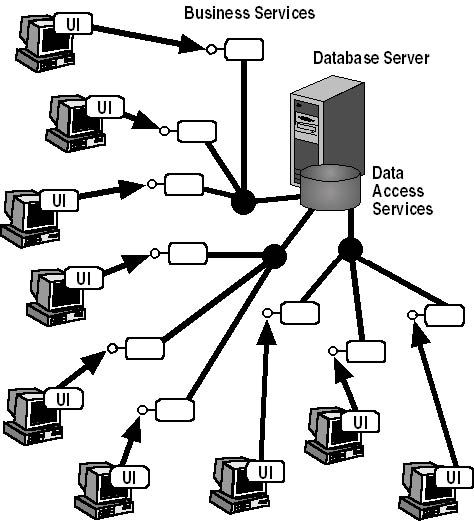 Business Services
UI
Database Server
UI
Data
Access
Services
UI
UI
UI
UI
UI
UI
UI